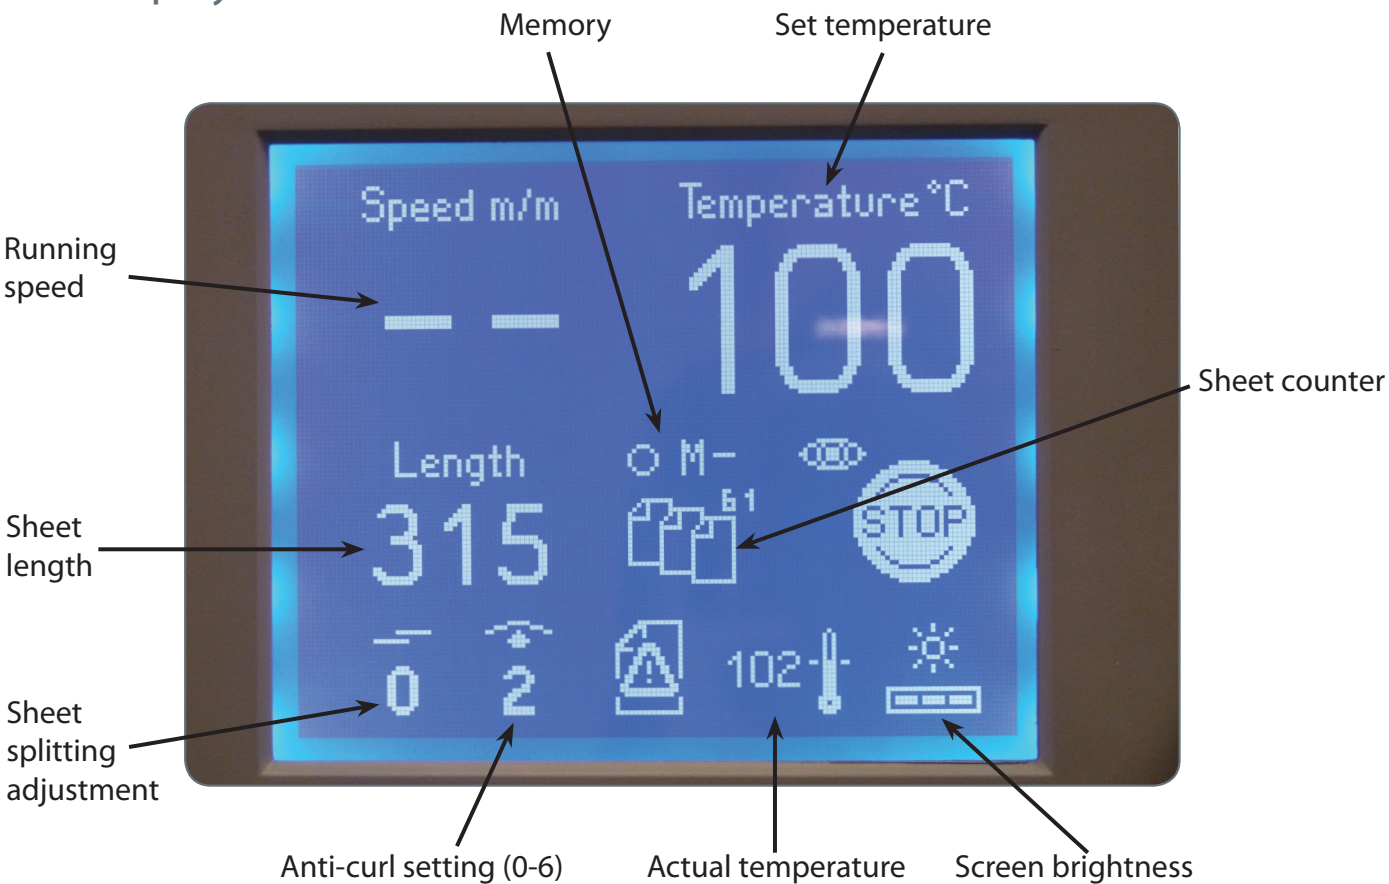 Memory
Set temperature
Speed m/m
Temperature °C
Running
speed
-- 100
Sheet counter
Length
M-
61
Sheet
length
315
STOP
0
2
102
Sheet
splitting
adjustment
Anti-curl setting (0-6)
Actual temperature
Screen brightness